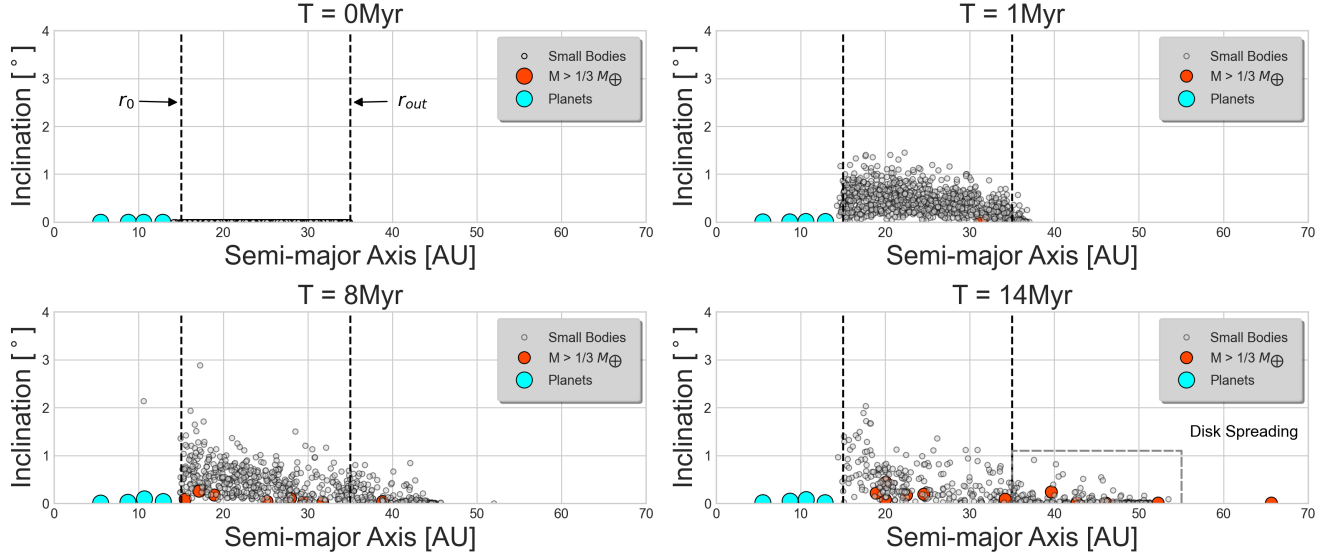 T = 0Myr
Inclination [°]
4
3
2
1
0
r0
rout
Small Bodies
M > 1/3 M⊕
Planets
0 10 20 30 40 50 60 70
Semi-major Axis [AU]
T = 1Myr
Inclination [°]
4
3
2
1
0
Small Bodies
M > 1/3 M⊕
Planets
0 10 20 30 40 50 60 70
Semi-major Axis [AU]
T = 8Myr
Inclination [°]
4
3
2
1
0
Small Bodies
M > 1/3 M⊕
Planets
0 10 20 30 40 50 60 70
Semi-major Axis [AU]
T = 14Myr
Inclination [°]
4
3
2
1
0
Small Bodies
M > 1/3 M⊕
Planets
Disk Spreading
0 10 20 30 40 50 60 70
Semi-major Axis [AU]